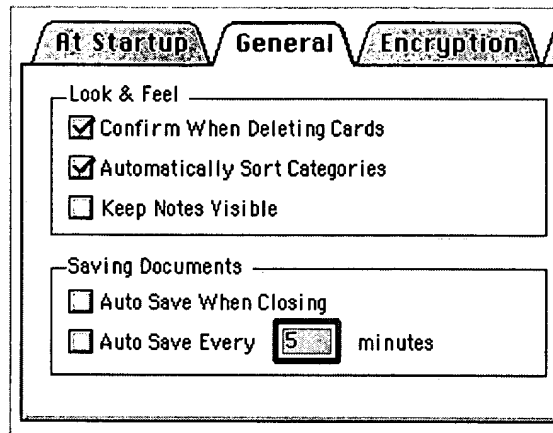 At Startup General Encryption
Look & Feel
Confirm When Deleting Cards
Automatically Sort Categories
Keep Notes Visible
Saving Documents
Auto Save When Closing
Auto Save Every 5 minutes